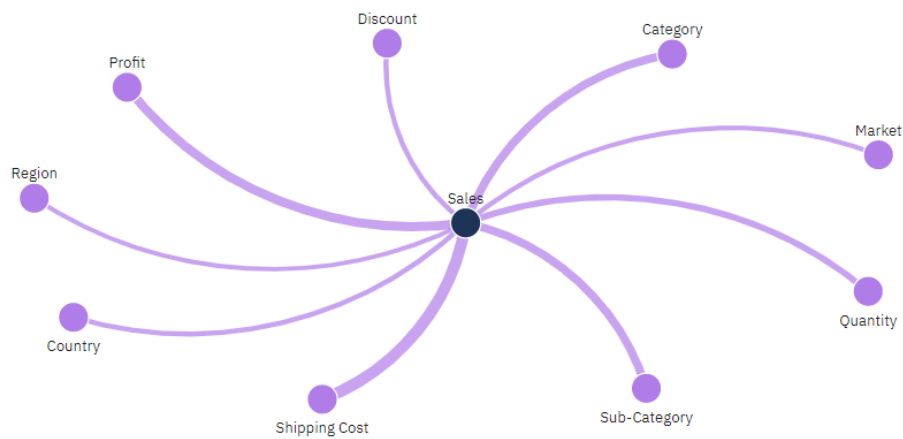 Discount
Category
Profit
Market
Region
Sales
Quantity
Country
Sub-Category
Shipping Cost